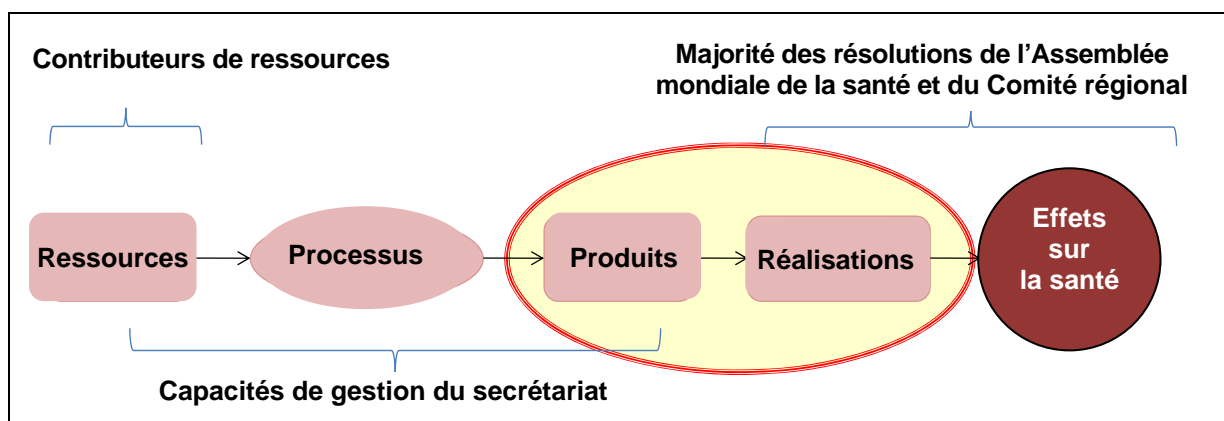 Contributeurs de ressources
Majorité des résolutions de l’Assemblée
mondiale de la santé et du Comité régional
Ressources
Processus
Produits
Réalisations
Effets
sur
la santé
Capacités de gestion du secrétariat